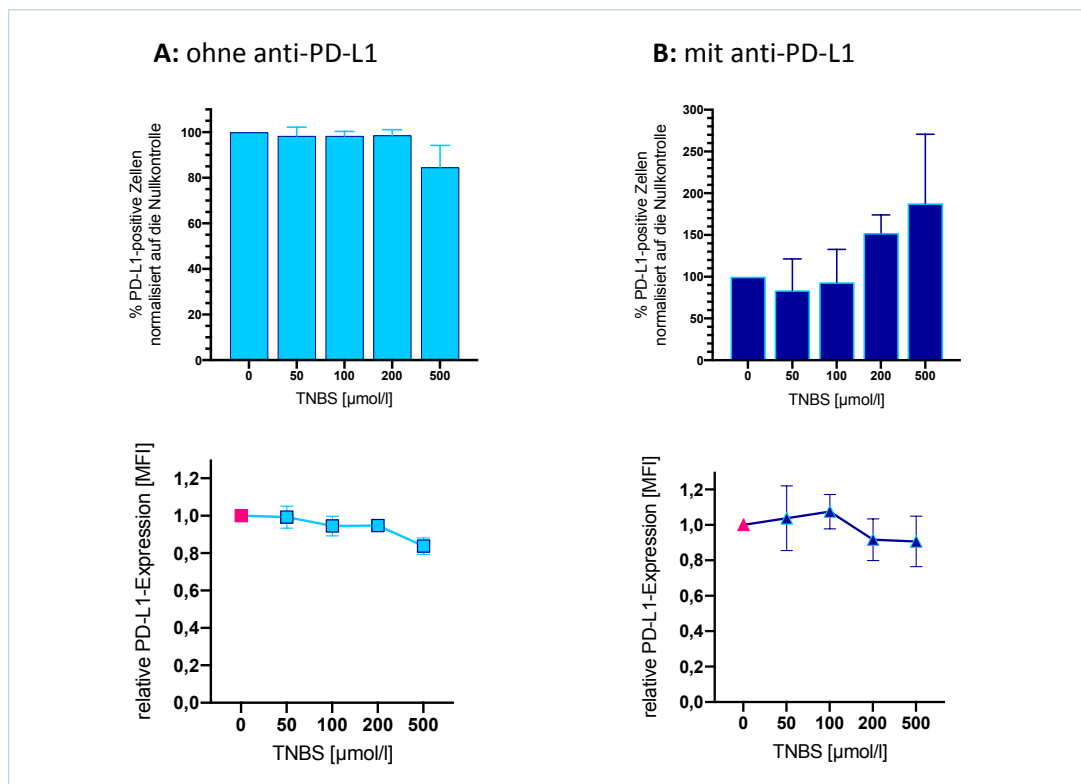 A: ohne anti-PD-L1
% PD-L1-positive Zellen
normalisiert auf die Nullkontrolle
100
80
60
40
20
0
0 50 100 200 500
TNBS [µmol/l]
B: mit anti-PD-L1
% PD-L1-positive Zellen
normalisiert auf die Nullkontrolle
300
250
200
150
100
50
0
0 50 100 200 500
TNBS [µmol/l]
relative PD-L1-Expression [MFI]
1,2
1,0
0,8
0,6
0,4
0,2
0,0
0 50 100 200 500
TNBS [µmol/l]
relative PD-L1-Expression [MFI]
1,2
1,0
0,8
0,6
0,4
0,2
0,0
0 50 100 200 500
TNBS [µmol/l]